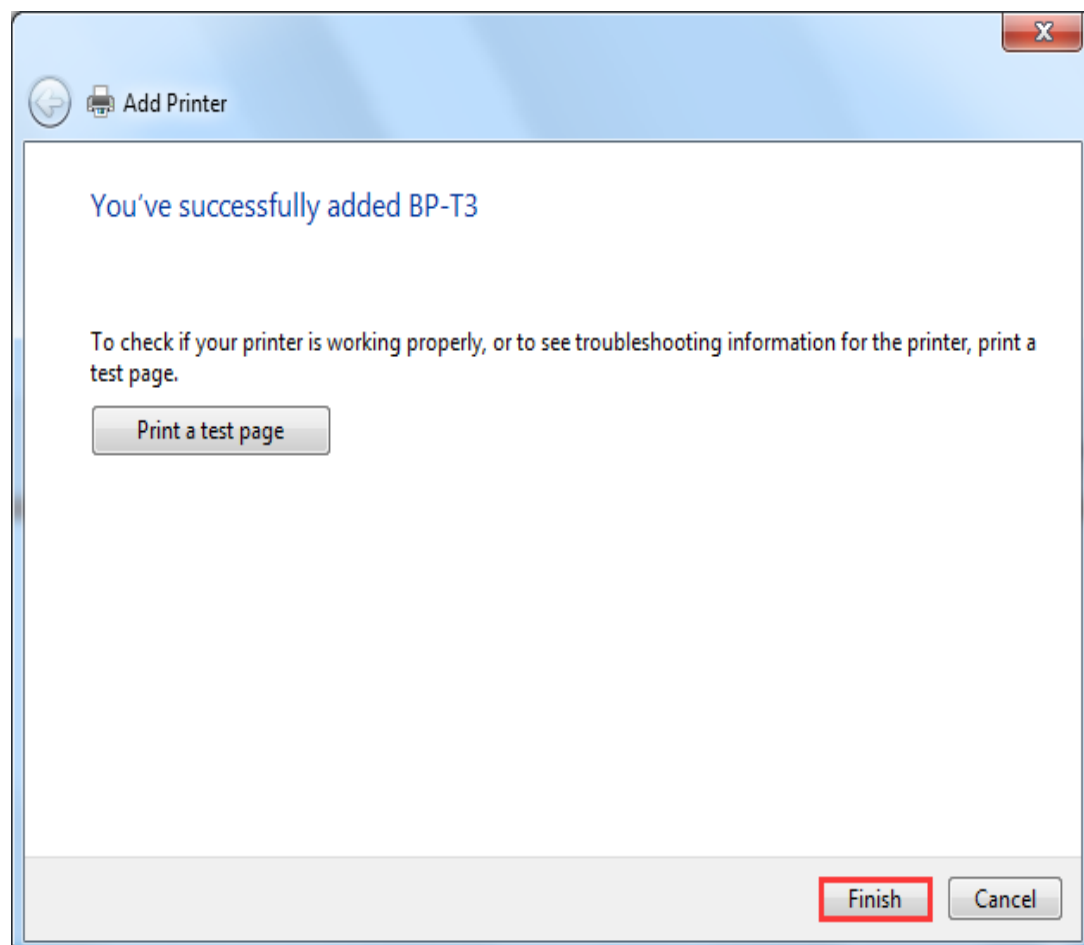 Add Printer
You've successfully added BP-T3
To check if your printer is working properly, or to see troubleshooting information for the printer, print a
test page.
Print a test page
Finish
Cancel